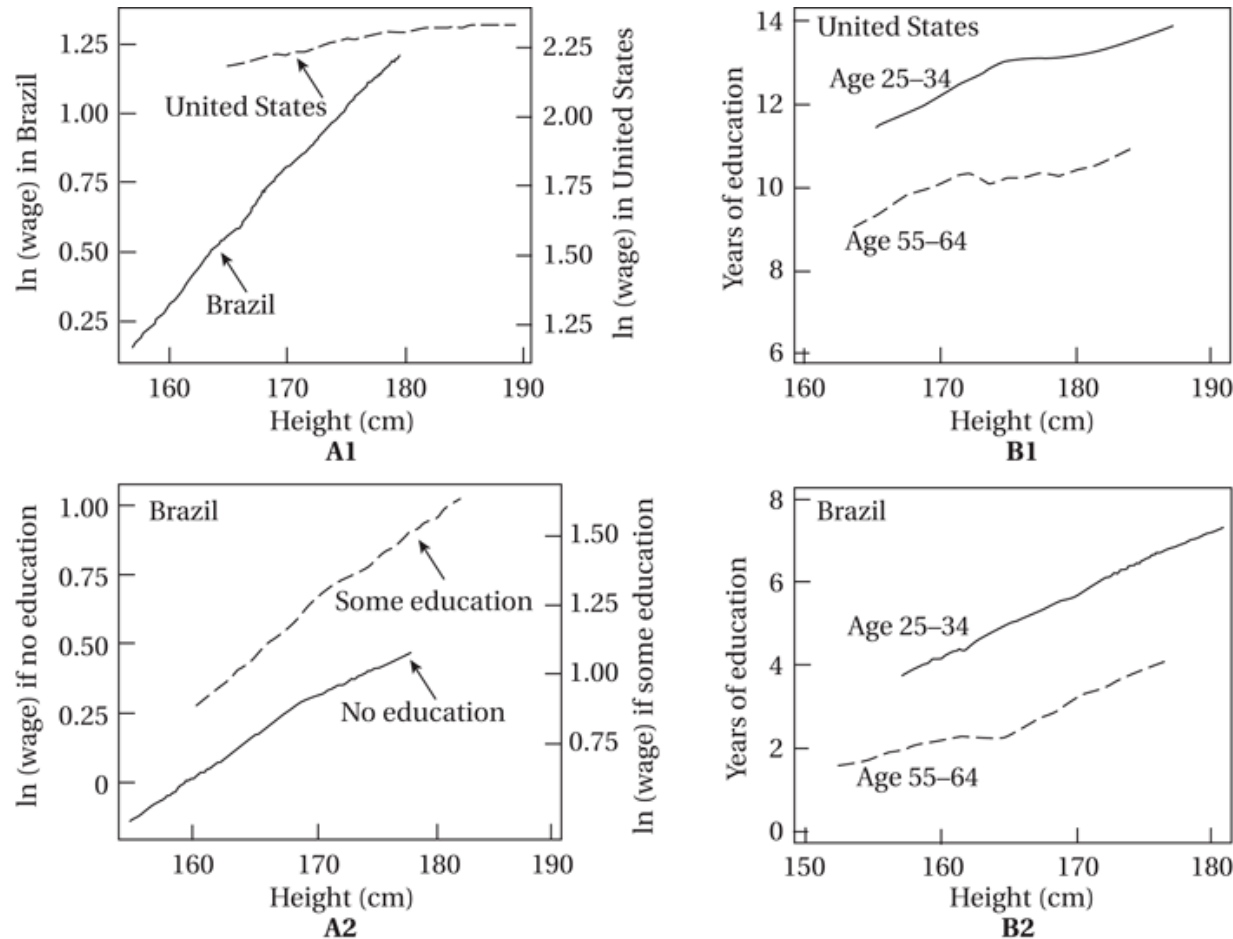 ln (wage) in Brazil
1.25
1.00
0.75
0.50
0.25
United States
Brazil
2.25
2.00
1.75
1.50
1.25
ln (wage) in United States
160
170
180
190
Height (cm)
A1
Years of education
14
12
10
8
6
United States
Age 25–34
Age 55–64
160
170
180
190
Height (cm)
B1
ln (wage) if no education
1.00
0.75
0.50
0.25
0
Brazil
Some education
No education
1.50
1.25
1.00
0.75
ln (wage) if some education
160
170
180
190
Height (cm)
A2
Years of education
8
6
4
2
0
Brazil
Age 25–34
Age 55–64
150
160
170
180
Height (cm)
B2